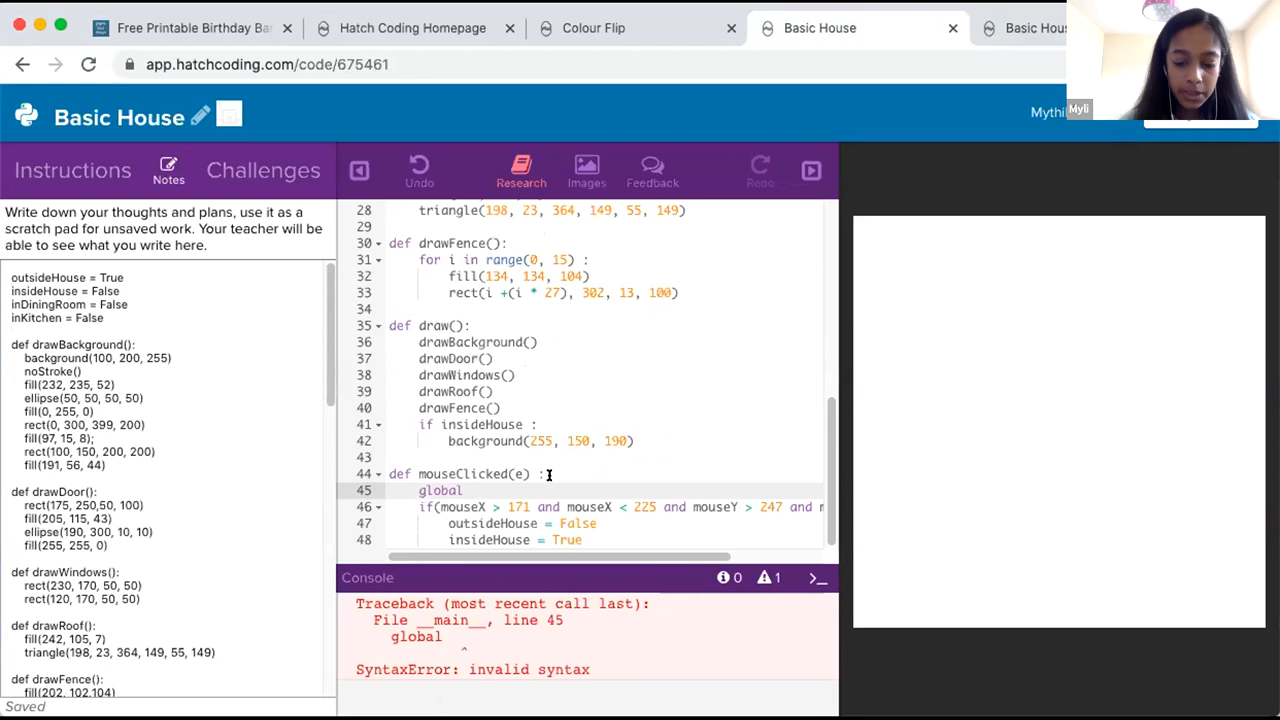 Free Printable Birthday Ba
Hatch Coding Homepage
Colour Flip
Basic House
Basic Hou
app.hatchcoding.com/code/675461
Myli
Basic House
Mythi
Instructions
Notes
Challenges
Undo
Research
Images
Feedback
Write down your thoughts and plans, use it as a
scratch pad for unsaved work. Your teacher will be
able to see what you write here.
outsideHouse = True
insideHouse = False
inDiningRoom = False
inKitchen = False
def drawBackground():
background(100, 200, 255)
noStroke()
fill(232, 235, 52)
ellipse(50, 50, 50, 50)
fill(0, 255, 0)
rect(0, 300, 399, 200)
fill(97, 15, 8);
rect(100, 150, 200, 200)
fill(191, 56, 44)
def drawDoor():
rect(175, 250,50, 100)
fill(205, 115, 43)
ellipse(190, 300, 10, 10)
fill(255, 255, 0)
def drawWindows():
rect(230, 170, 50, 50)
rect(120, 170, 50, 50)
def drawRoof():
fill(242, 105, 7)
triangle(198, 23, 364, 149, 55, 149)
def drawFence():
fill(202, 102,104)
Saved
28 triangle(198, 23, 364, 149, 55, 149)
29
30 def drawFence():
31 for i in range(0, 15) :
32 fill(134, 134, 104)
33 rect(i +(i * 27), 302, 13, 100)
34
35 def draw():
36 drawBackground()
37 drawDoor()
38 drawWindows()
39 drawRoof()
40 drawFence()
41 if insideHouse :
42 background(255, 150, 190)
43
44 def mouseClicked(e) :
45 global
46 if(mouseX > 171 and mouseX < 225 and mouseY > 247 and
47 outsideHouse = False
48 insideHouse = True
Console
0
1
Traceback (most recent call last):
File __main__, line 45
global
^
SyntaxError: invalid syntax